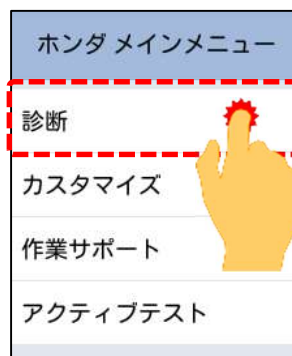 ホンダ メインメニュー
診断
カスタマイズ
作業サポート
アクティブテスト